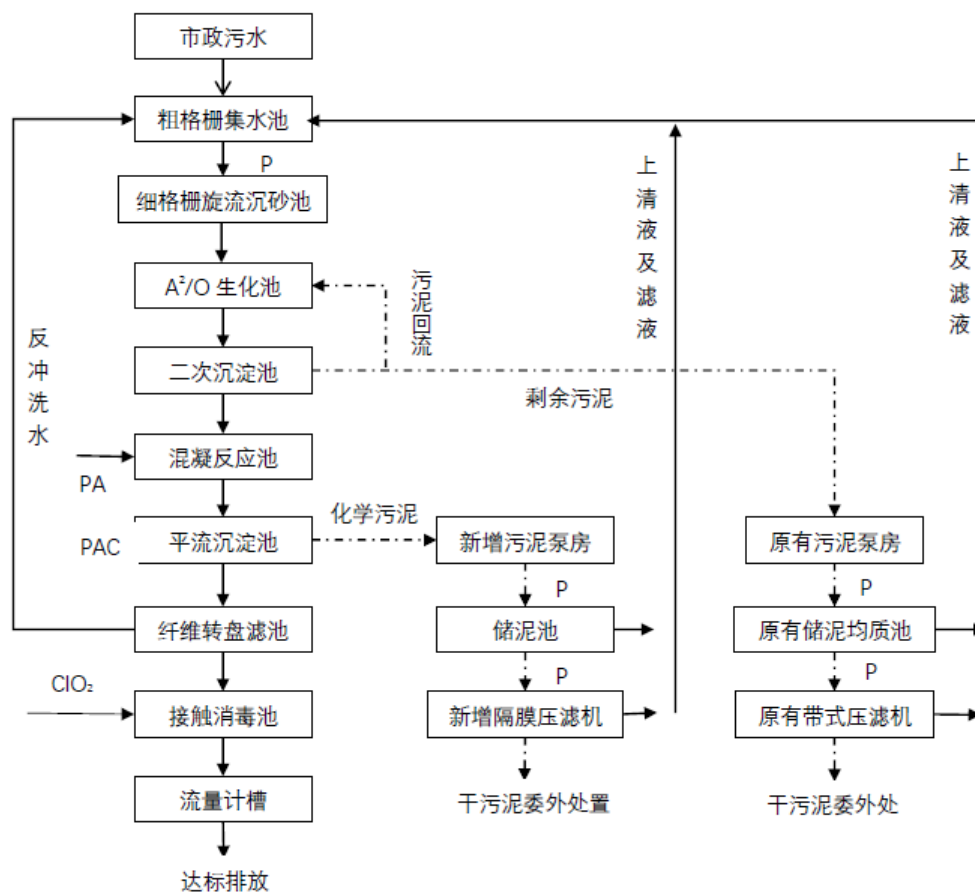 市政污水
粗格栅集水池
P
细格栅旋流沉砂池
上清液及滤液
上清液及滤液
A²/O 生化池
污泥回流
反冲洗水
二次沉淀池
剩余污泥
混凝反应池
PA
化学污泥
PAC
平流沉淀池
新增污泥泵房
原有污泥泵房
P
P
纤维转盘滤池
储泥池
原有储泥均质池
ClO₂
P
P
接触消毒池
新增隔膜压滤机
原有带式压滤机
流量计槽
干污泥委外处置
干污泥委外处
达标排放